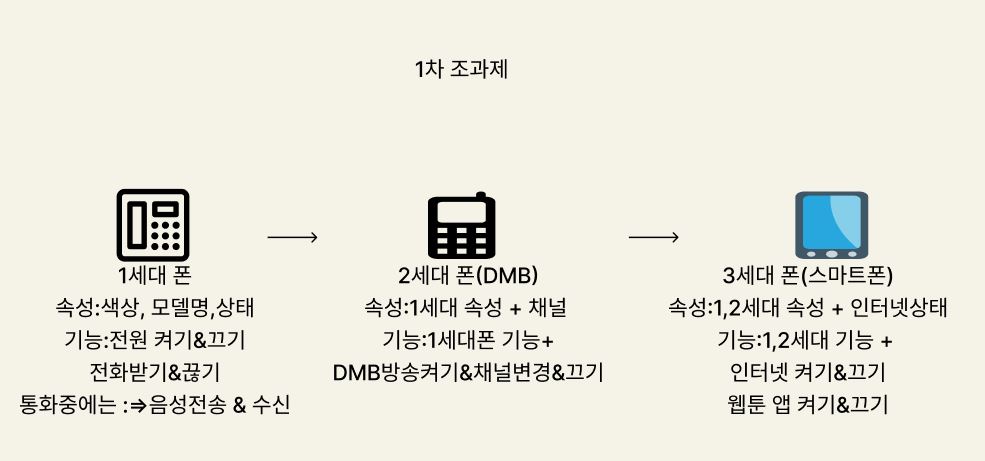 1차 조과제
1세대 폰
속성:색상, 모델명,상태
기능:전원 켜기&끄기
전화받기&끊기
통화중에는 :⇒음성전송 & 수신
2세대 폰(DMB)
속성:1세대 속성 + 채널
기능:1세대폰 기능+
DMB방송켜기&채널변경&끄기
3세대 폰(스마트폰)
속성:1,2세대 속성 + 인터넷상태
기능:1,2세대 기능 +
인터넷 켜기&끄기
웹툰 앱 켜기&끄기